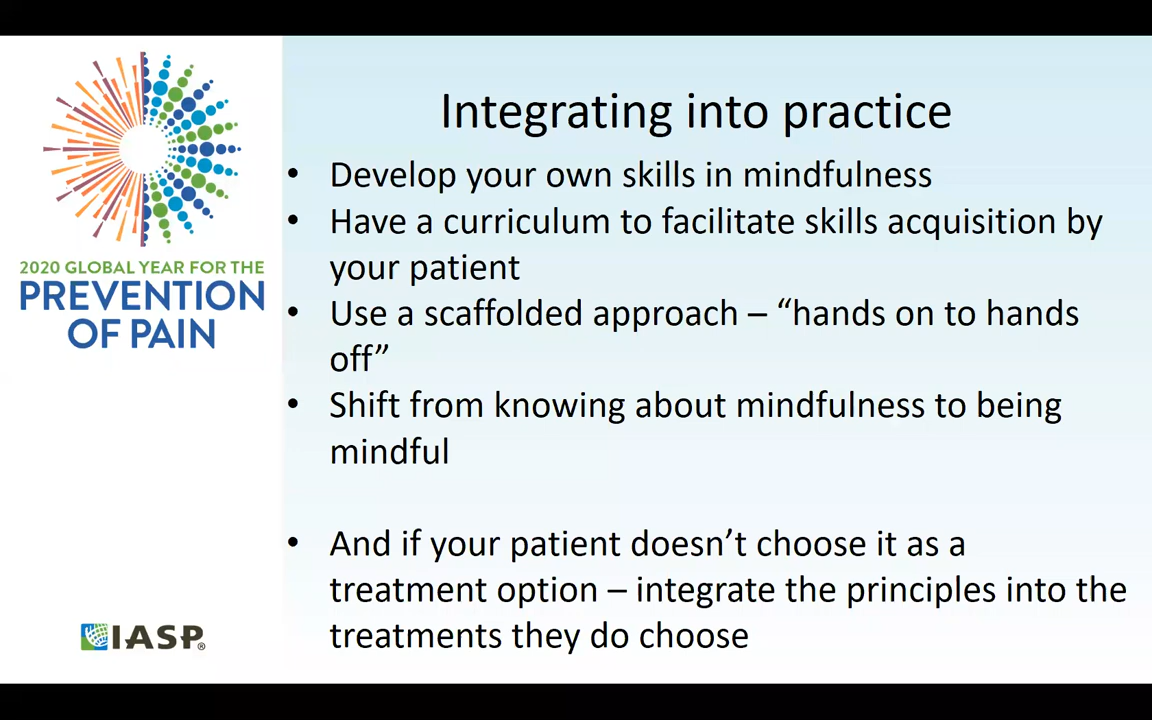 2020 GLOBAL YEAR FOR THE
PREVENTION
OF PAIN
IASP®
Integrating into practice
• Develop your own skills in mindfulness
• Have a curriculum to facilitate skills acquisition by
your patient
• Use a scaffolded approach – “hands on to hands
off”
• Shift from knowing about mindfulness to being
mindful
• And if your patient doesn’t choose it as a
treatment option – integrate the principles into the
treatments they do choose